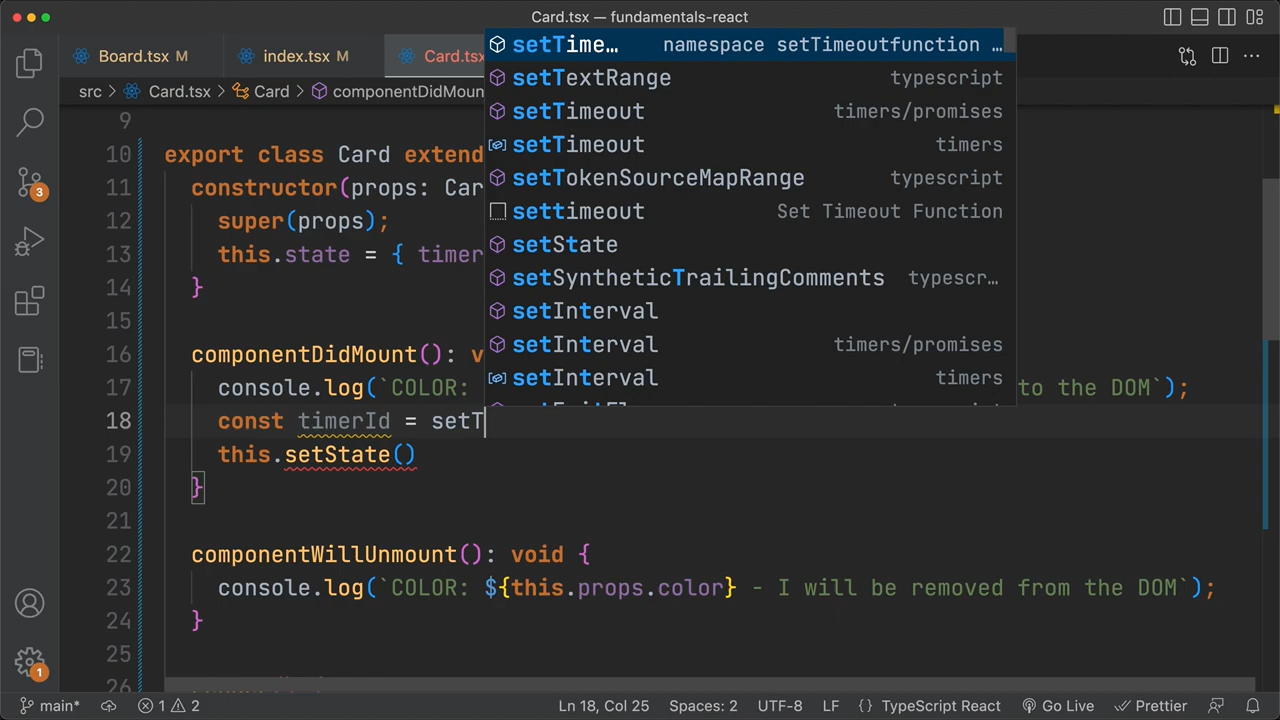 Card.tsx — fundamentals-react
Board.tsx M
index.tsx M
Card.tsx
src > Card.tsx > Card > componentDidMoun
setTime… namespace setTimeoutfunction …
setTextRange typescript
setTimeout timers/promises
setTimeout timers
setTokenSourceMapRange typescript
settimeout Set Timeout Function
setState
setSyntheticTrailingComments typescr…
setInterval
setInterval timers/promises
setInterval timers
9
10 export class Card extend
11 constructor(props: Car
12 super(props);
13 this.state = { timer
14 }
15
16 componentDidMount(): v
17 console.log(`COLOR: to the DOM`);
18 const timerId = setT
19 this.setState()
20 }
21
22 componentWillUnmount(): void {
23 console.log(`COLOR: ${this.props.color} - I will be removed from the DOM`);
24 }
25
26
3
1
main* 1 2 Ln 18, Col 25 Spaces: 2 UTF-8 LF {} TypeScript React Go Live Prettier